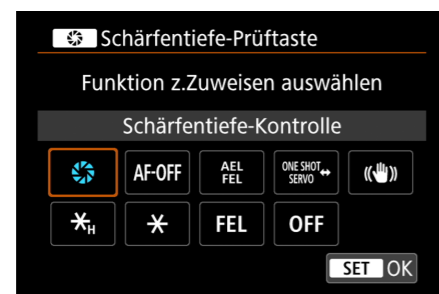 Schärfentiefe-Prüftaste
Funktion z.Zuweisen auswählen
Schärfentiefe-Kontrolle
AF-OFF AEL FEL ONE SHOT↔ SERVO
✱H ✱ FEL OFF
SET OK